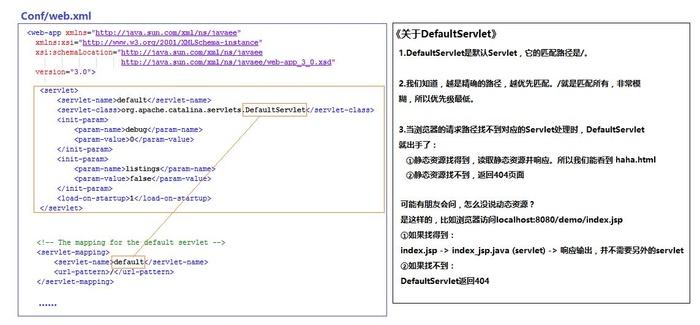 Conf/web.xml
<web-app xmlns="http://java.sun.com/xml/ns/javaee"
xmlns:xsi="http://www.w3.org/2001/XMLSchema-instance"
xsi:schemaLocation="http://java.sun.com/xml/ns/javaee
http://java.sun.com/xml/ns/javaee/web-app_3_0.xsd"
version="3.0">
<servlet>
<servlet-name>default</servlet-name>
<servlet-class>org.apache.catalina.servlets.DefaultServlet</servlet-class>
<init-param>
<param-name>debug</param-name>
<param-value>0</param-value>
</init-param>
<init-param>
<param-name>listings</param-name>
<param-value>false</param-value>
</init-param>
<load-on-startup>1</load-on-startup>
</servlet>
<!-- The mapping for the default servlet -->
<servlet-mapping>
<servlet-name>default</servlet-name>
<url-pattern>/</url-pattern>
</servlet-mapping>
......
《关于DefaultServlet》
1.DefaultServlet是默认Servlet，它的匹配路径是/。
2.我们知道，越是精确的路径，越优先匹配。/就是匹配所有，非常模
糊，所以优先极最低。
3.当浏览器的请求路径找不到对应的Servlet处理时，DefaultServlet
就出手了：
①静态资源找得到，读取静态资源并响应。所以我们能看到 haha.html
②静态资源找不到，返回404页面
可能有朋友会问，怎么没说动态资源？
是这样的，比如浏览器访问localhost:8080/demo/index.jsp
①如果找得到：
index.jsp -> index_jsp.java (servlet) -> 响应输出，并不需要另外的servlet
②如果找不到：
DefaultServlet返回404